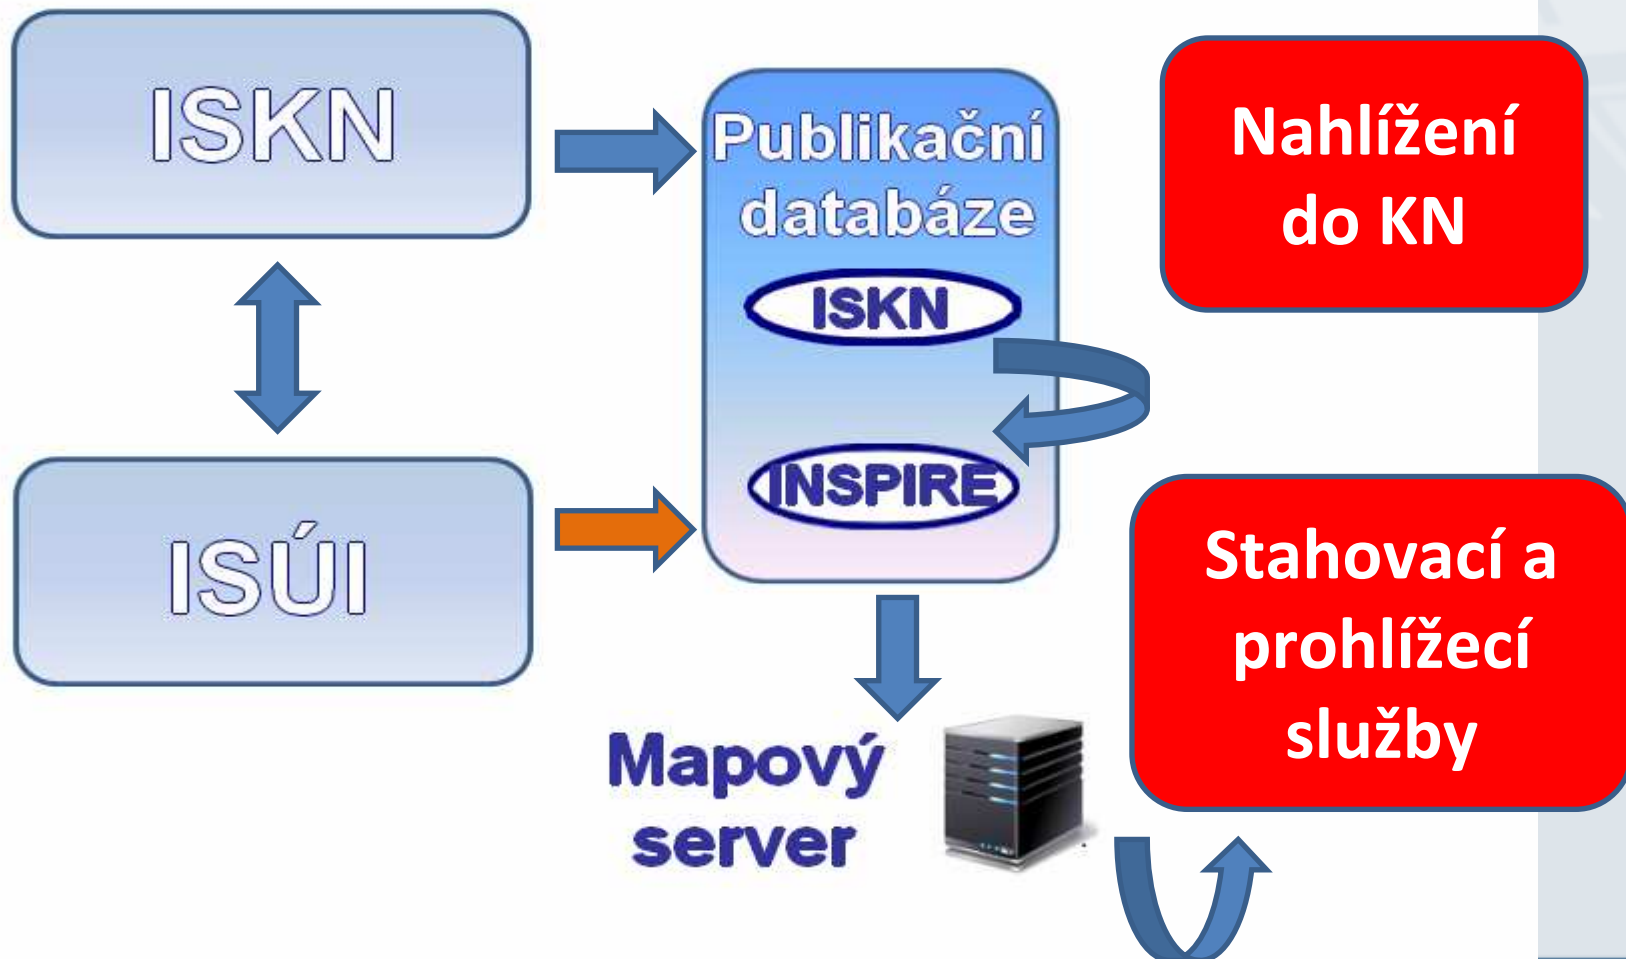 ISKN
Publikační
databáze
ISKN
INSPIRE
Nahlížení
do KN
ISÚI
Stahovací a
prohlížecí
služby
Mapový
server